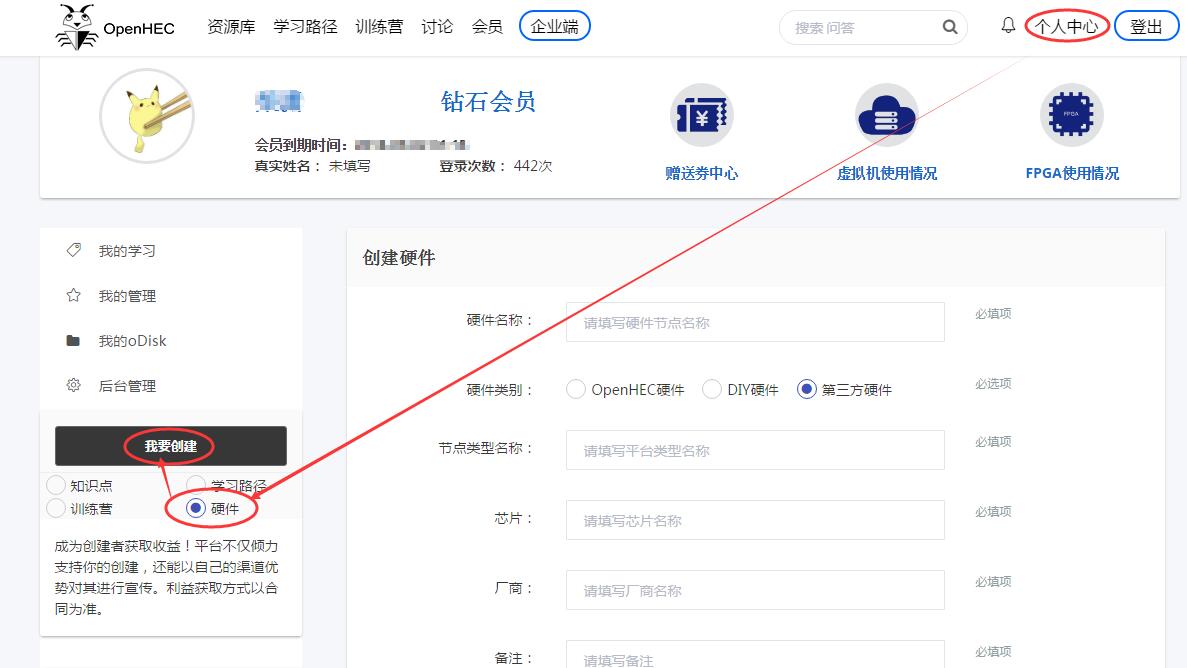 OpenHEC 资源库 学习路径 训练营 讨论 会员 企业端 搜索 问答 个人中心 登出
钻石会员
会员到期时间：
真实姓名： 未填写 登录次数： 442次
赠送券中心 虚拟机使用情况 FPGA使用情况
FPGA
我的学习
我的管理
我的oDisk
后台管理
我要创建
知识点 学习路径
训练营 硬件
成为创建者获取收益！平台不仅倾力
支持你的创建，还能以自己的渠道优
势对其进行宣传。利益获取方式以合
同为准。
创建硬件
硬件名称： 请填写硬件节点名称 必填项
硬件类别： OpenHEC硬件 DIY硬件 第三方硬件 必选项
节点类型名称： 请填写平台类型名称 必填项
芯片： 请填写芯片名称 必填项
厂商： 请填写厂商名称 必填项
备注： 请填写备注 必填项